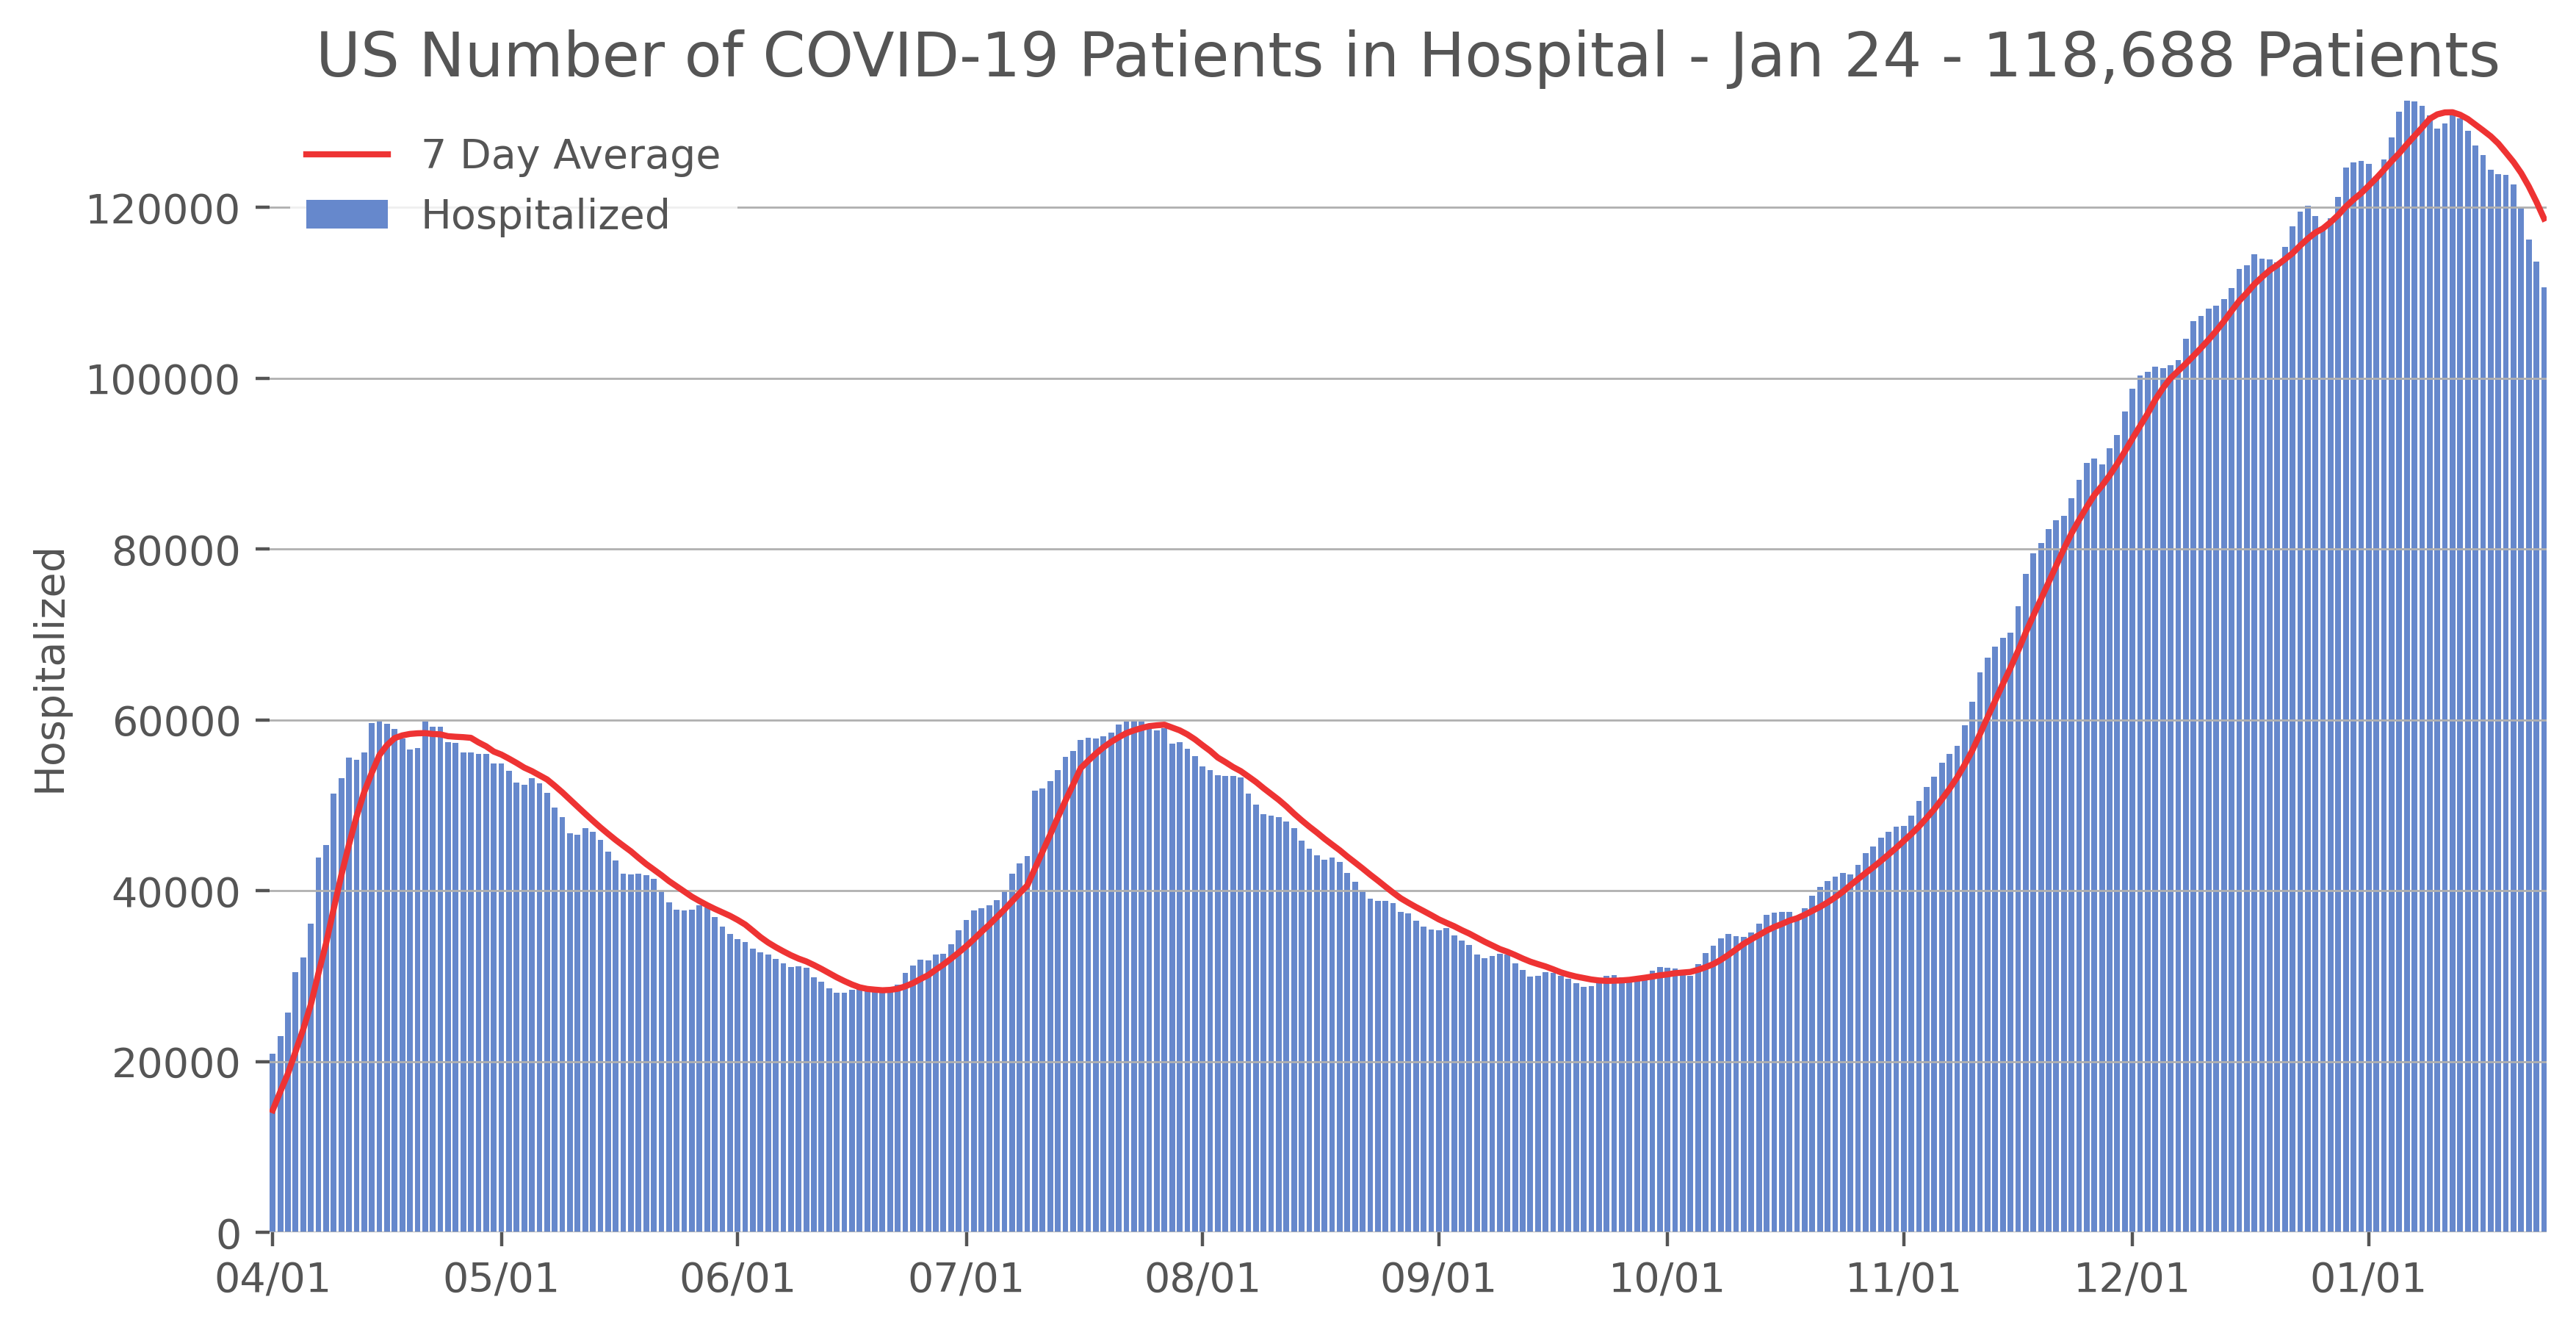 US Number of COVID-19 Patients in Hospital - Jan 24 - 118,688 Patients
7 Day Average
Hospitalized
120000
100000
80000
60000
40000
20000
0
Hospitalized
04/01 05/01 06/01 07/01 08/01 09/01 10/01 11/01 12/01 01/01